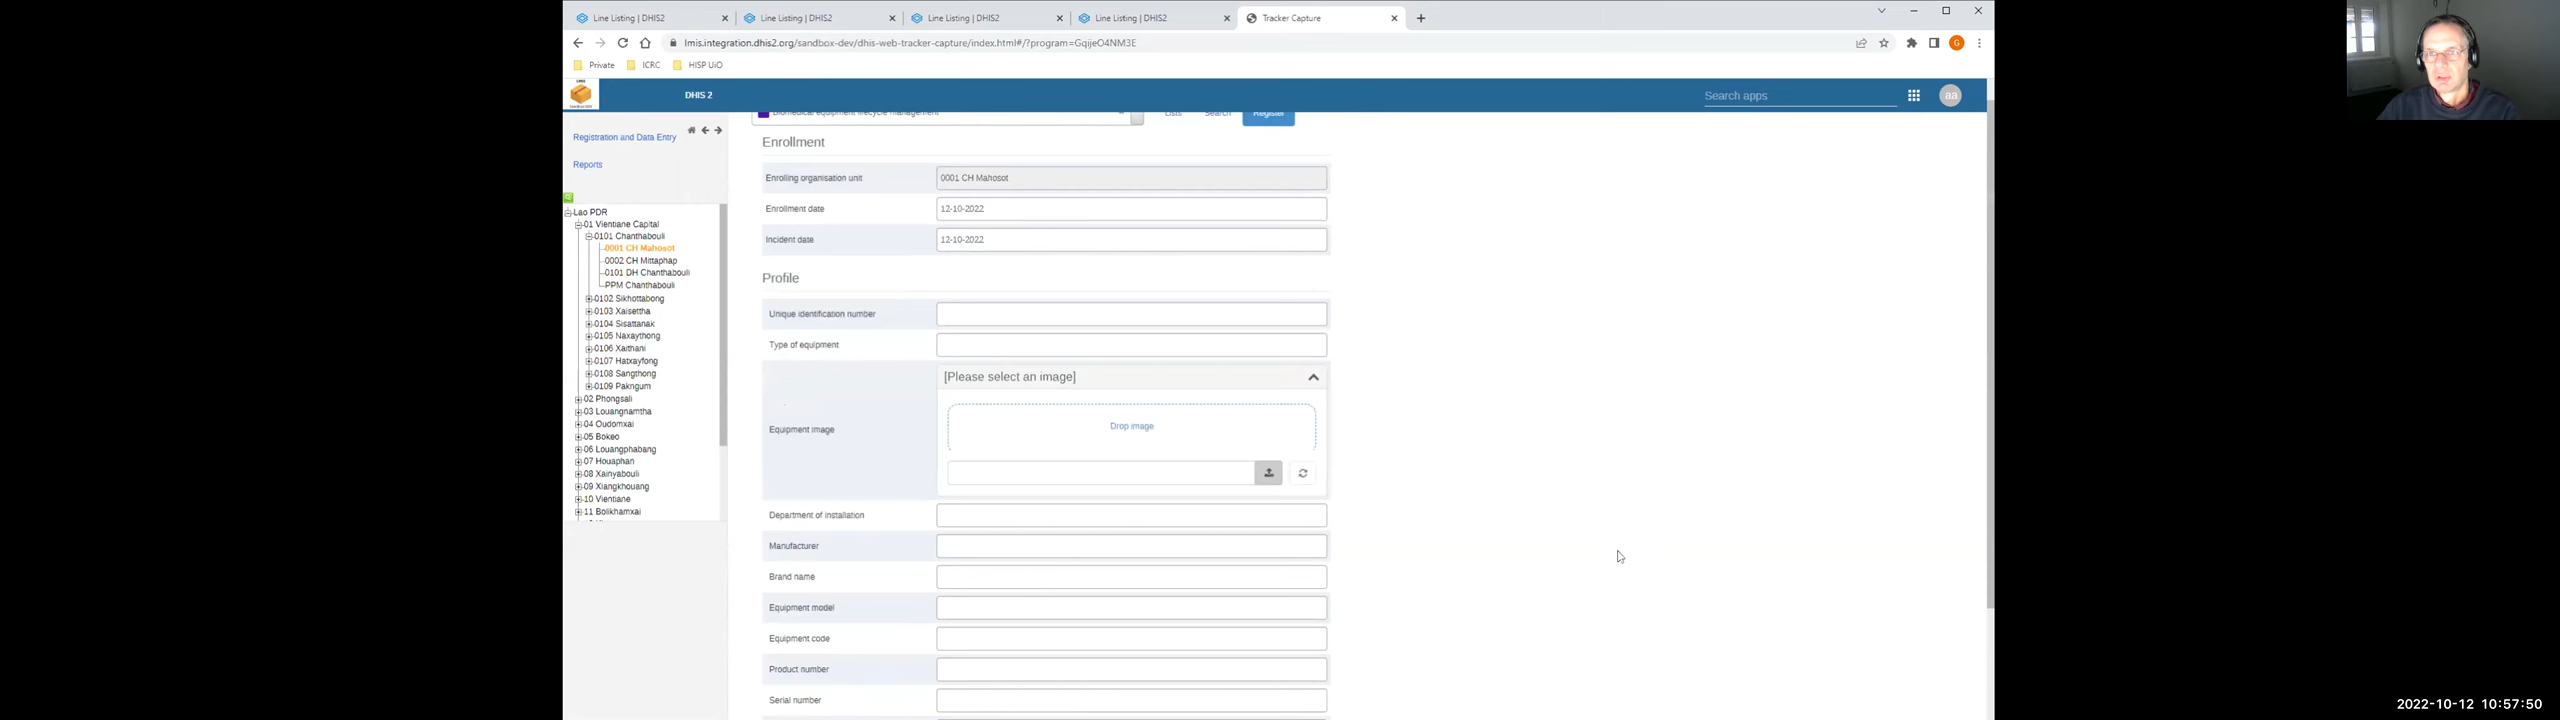 Line Listing | DHIS2
Line Listing | DHIS2
Line Listing | DHIS2
Line Listing | DHIS2
Tracker Capture
lmis.integration.dhis2.org/sandbox-dev/dhis-web-tracker-capture/index.html#/?program=GqijeO4NM3E
G
Private
ICRC
HISP UiO
DHIS 2
Search apps
aa
Registration and Data Entry
Reports
Biomedical equipment lifecycle management
Lists
Search
Register
Enrollment
Enrolling organisation unit
0001 CH Mahosot
Enrollment date
12-10-2022
Incident date
12-10-2022
Profile
Unique identification number
Type of equipment
Equipment image
[Please select an image]
Drop image
Department of installation
Manufacturer
Brand name
Equipment model
Equipment code
Product number
Serial number
Lao PDR
01 Vientiane Capital
0101 Chanthabouli
0001 CH Mahosot
0002 CH Mittaphap
0101 DH Chanthabouli
PPM Chanthabouli
0102 Sikhottabong
0103 Xaisettha
0104 Sisattanak
0105 Naxaythong
0106 Xaithani
0107 Hatxayfong
0108 Sangthong
0109 Pakngum
02 Phongsali
03 Louangnamtha
04 Oudomxai
05 Bokeo
06 Louangphabang
07 Houaphan
08 Xainyabouli
09 Xiangkhouang
10 Vientiane
11 Bolikhamxai
2022-10-12 10:57:50